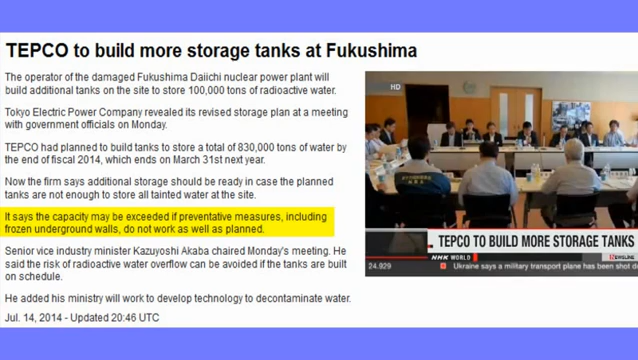 TEPCO to build more storage tanks at Fukushima
The operator of the damaged Fukushima Daiichi nuclear power plant will
build additional tanks on the site to store 100,000 tons of radioactive water.
Tokyo Electric Power Company revealed its revised storage plan at a meeting
with government officials on Monday.
TEPCO had planned to build tanks to store a total of 830,000 tons of water by
the end of fiscal 2014, which ends on March 31st next year.
Now the firm says additional storage should be ready in case the planned
tanks are not enough to store all tainted water at the site.
It says the capacity may be exceeded if preventative measures, including
frozen underground walls, do not work as well as planned.
Senior vice industry minister Kazuyoshi Akaba chaired Monday's meeting. He
said the risk of radioactive water overflow can be avoided if the tanks are built
on schedule.
He added his ministry will work to develop technology to decontaminate water.
Jul. 14, 2014 - Updated 20:46 UTC
HD
TEPCO TO BUILD MORE STORAGE TANKS
NHK WORLD
NEWSLINE
24.929
Ukraine says a military transport plane has been shot do